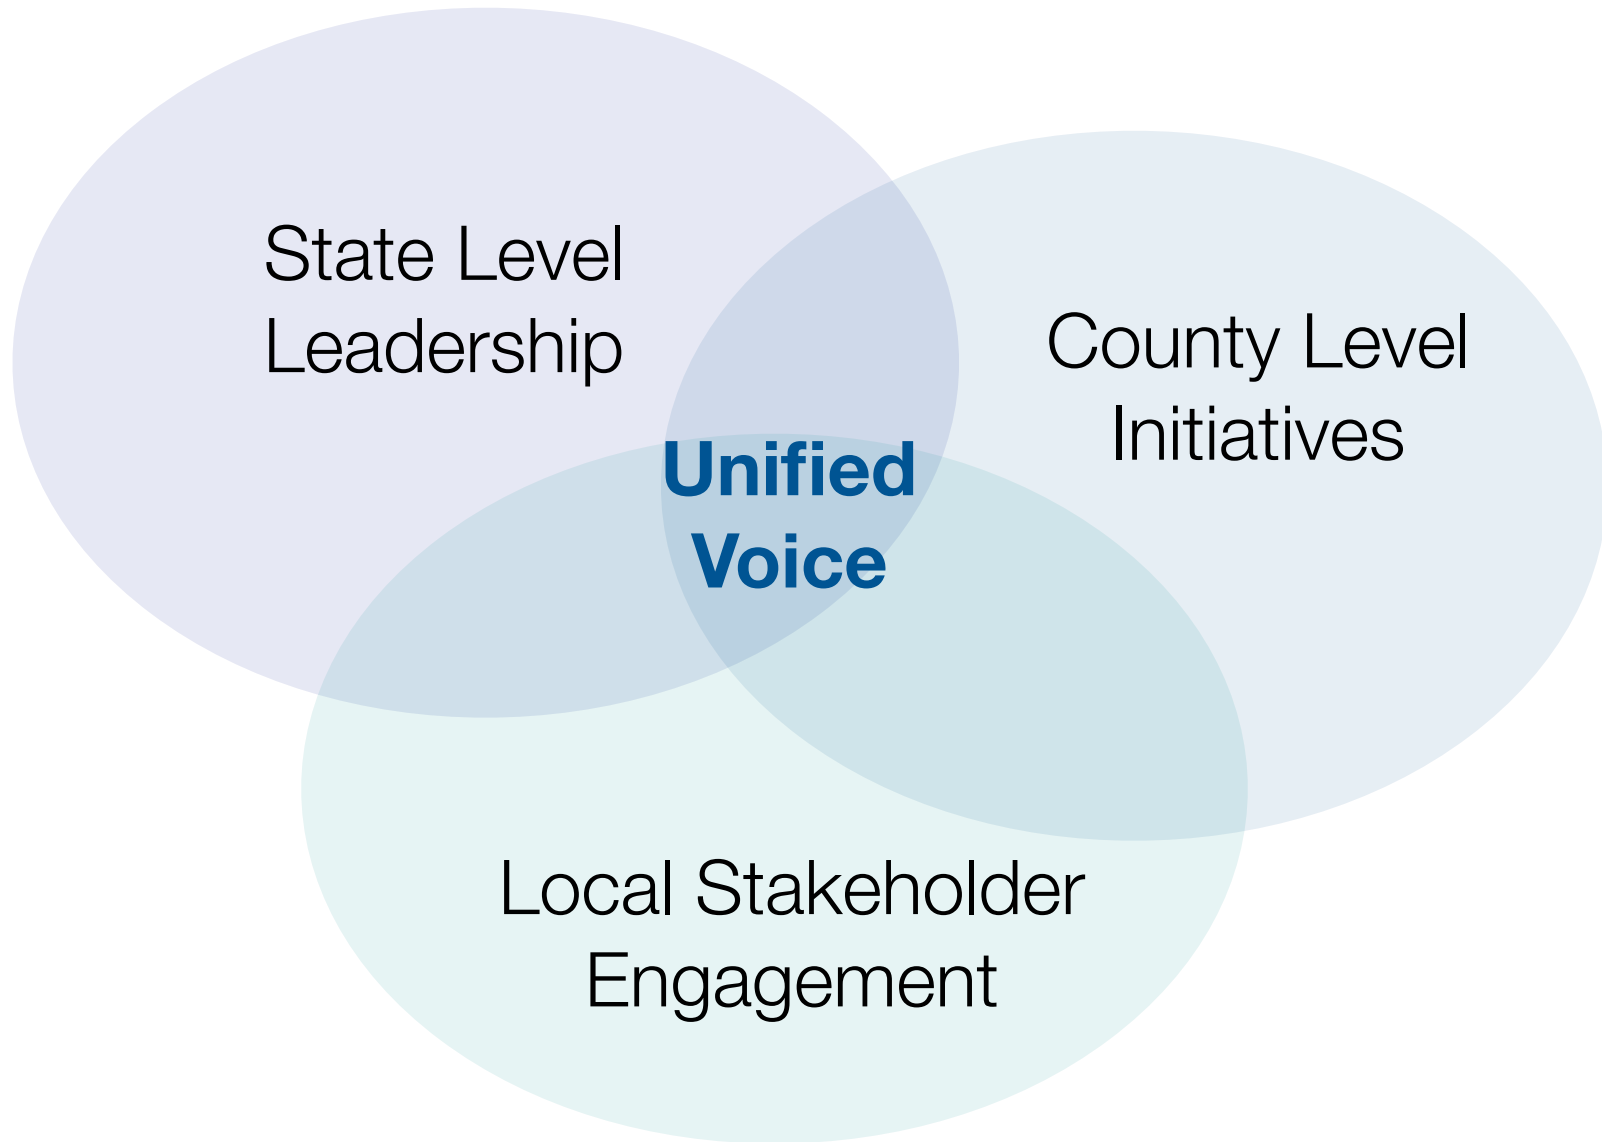 State Level
Leadership
County Level
Initiatives
Unified
Voice
Local Stakeholder
Engagement